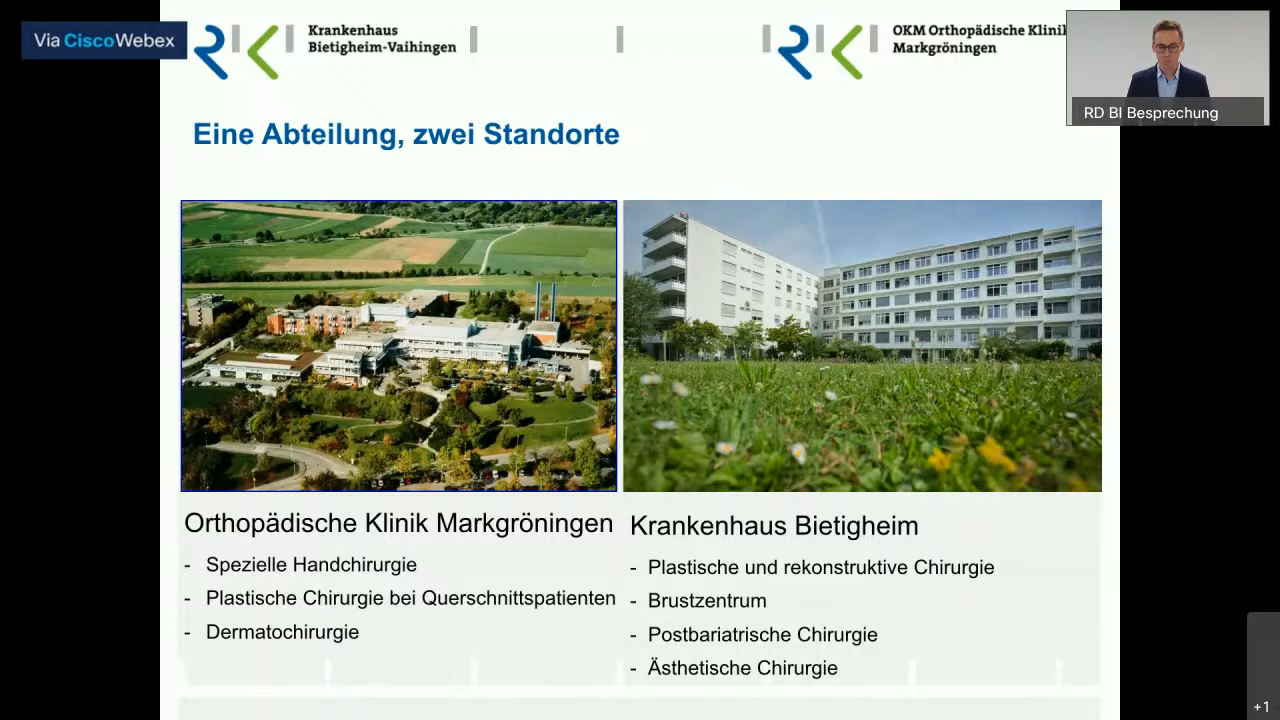 Via CiscoWebex
Krankenhaus
Bietigheim-Vaihingen
OKM Orthopädische Klinik
Markgröningen
RD BI Besprechung
Eine Abteilung, zwei Standorte
Orthopädische Klinik Markgröningen
- Spezielle Handchirurgie
- Plastische Chirurgie bei Querschnittspatienten
- Dermatochirurgie
Krankenhaus Bietigheim
- Plastische und rekonstruktive Chirurgie
- Brustzentrum
- Postbariatrische Chirurgie
- Ästhetische Chirurgie
+1